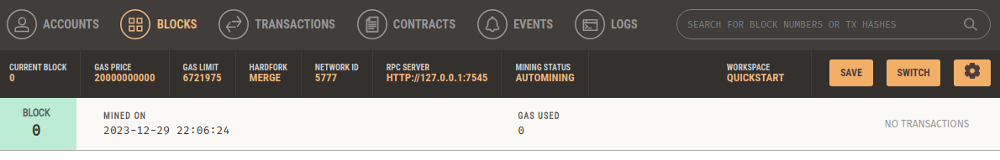 ACCOUNTS BLOCKS TRANSACTIONS CONTRACTS EVENTS LOGS SEARCH FOR BLOCK NUMBERS OR TX HASHES
CURRENT BLOCK GAS PRICE GAS LIMIT HARDFORK NETWORK ID RPC SERVER MINING STATUS WORKSPACE
0 20000000000 6721975 MERGE 5777 HTTP://127.0.0.1:7545 AUTOMINING QUICKSTART
SAVE SWITCH
BLOCK MINED ON GAS USED
0 2023-12-29 22:06:24 0
NO TRANSACTIONS